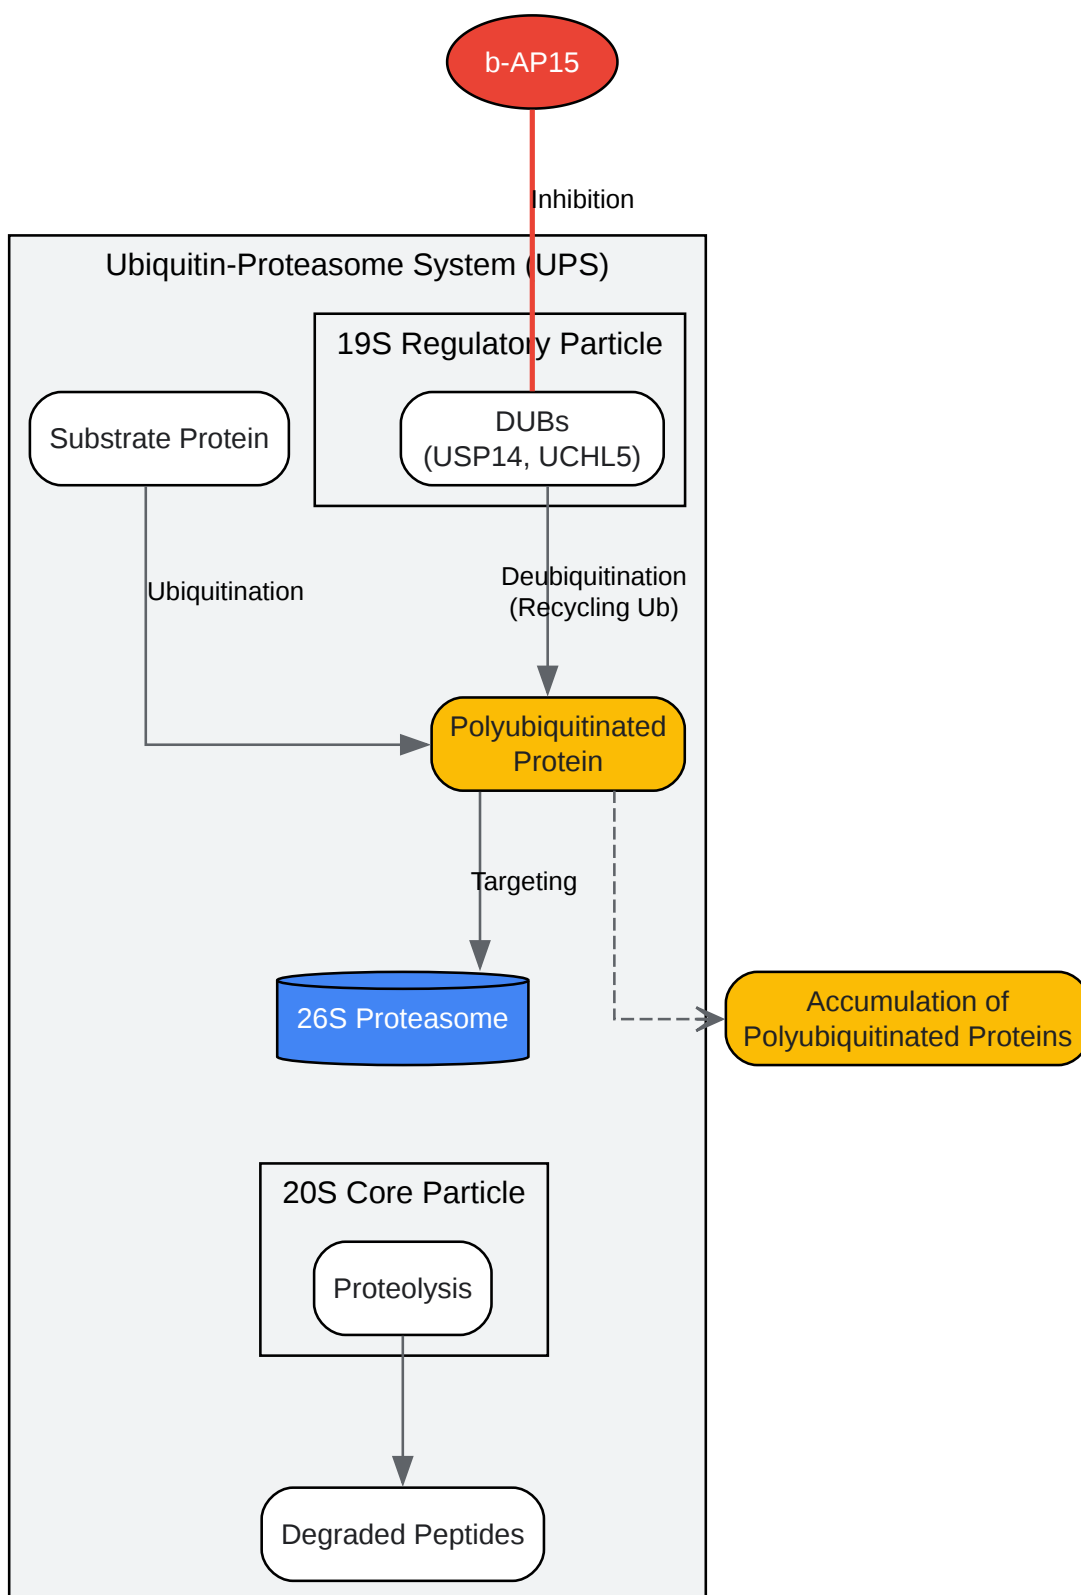 b-AP15
Inhibition
Ubiquitin-Proteasome System (UPS)
19S Regulatory Particle
Substrate Protein
DUBs
(USP14, UCHL5)
Ubiquitination
Deubiquitination
(Recycling Ub)
Polyubiquitinated
Protein
Targeting
26S Proteasome
Accumulation of
Polyubiquitinated Proteins
20S Core Particle
Proteolysis
Degraded Peptides